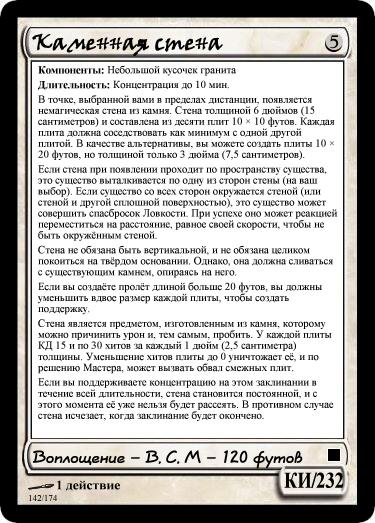 Каменная стена
5
Компоненты: Небольшой кусочек гранита
Длительность: Концентрация до 10 мин.
В точке, выбранной вами в пределах дистанции, появляется
немагическая стена из камня. Стена толщиной 6 дюймов (15
сантиметров) и составлена из десяти плит 10 × 10 футов. Каждая
плита должна соседствовать как минимум с одной другой
плитой. В качестве альтернативы, вы можете создать плиты 10 ×
20 футов, но толщиной только 3 дюйма (7,5 сантиметров).
Если стена при появлении проходит по пространству существа,
это существо выталкивается по одну из сторон стены (на ваш
выбор). Если существо со всех сторон окружается стеной (или
стеной и другой сплошной поверхностью), это существо может
совершить спасбросок Ловкости. При успехе оно может реакцией
переместиться на расстояние, равное своей скорости, чтобы не
быть окружённым стеной.
Стена не обязана быть вертикальной, и не обязана целиком
покоиться на твёрдом основании. Однако, она должна сливаться
с существующим камнем, опираясь на него.
Если вы создаёте пролёт длиной больше 20 футов, вы должны
уменьшить вдвое размер каждой плиты, чтобы создать
поддержку.
Стена является предметом, изготовленным из камня, которому
можно причинить урон и, тем самым, пробить. У каждой плиты
КД 15 и по 30 хитов за каждый 1 дюйм (2,5 сантиметра)
толщины. Уменьшение хитов плиты до 0 уничтожает её, и по
решению Мастера, может вызвать обвал смежных плит.
Если вы поддерживаете концентрацию на этом заклинании в
течение всей длительности, стена становится постоянной, и с
этого момента её уже нельзя будет рассеять. В противном случае
стена исчезает, когда заклинание будет окончено.
Воплощение – В, С, М – 120 футов
КИ/232
1 действие
142/174